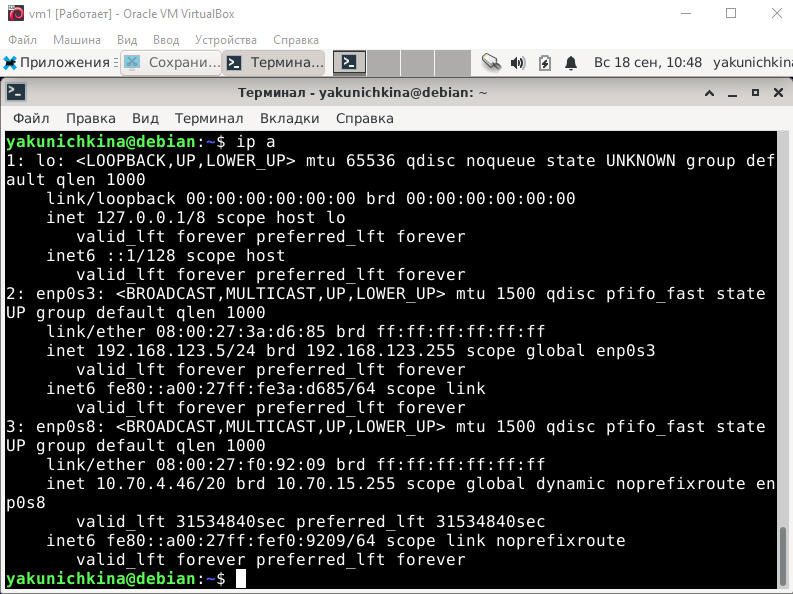 vm1 [Работает] - Oracle VM VirtualBox
Файл Машина Вид Ввод Устройства Справка
Приложения Сохрани... Термина... Вс 18 сен, 10:48 yakunichkin
Терминал - yakunichkina@debian: ~
Файл Правка Вид Терминал Вкладки Справка
yakunichkina@debian:~$ ip a
1: lo: <LOOPBACK,UP,LOWER_UP> mtu 65536 qdisc noqueue state UNKNOWN group def
ault qlen 1000
link/loopback 00:00:00:00:00:00 brd 00:00:00:00:00:00
inet 127.0.0.1/8 scope host lo
valid_lft forever preferred_lft forever
inet6 ::1/128 scope host
valid_lft forever preferred_lft forever
2: enp0s3: <BROADCAST,MULTICAST,UP,LOWER_UP> mtu 1500 qdisc pfifo_fast state
UP group default qlen 1000
link/ether 08:00:27:3a:d6:85 brd ff:ff:ff:ff:ff:ff
inet 192.168.123.5/24 brd 192.168.123.255 scope global enp0s3
valid_lft forever preferred_lft forever
inet6 fe80::a00:27ff:fe3a:d685/64 scope link
valid_lft forever preferred_lft forever
3: enp0s8: <BROADCAST,MULTICAST,UP,LOWER_UP> mtu 1500 qdisc pfifo_fast state
UP group default qlen 1000
link/ether 08:00:27:f0:92:09 brd ff:ff:ff:ff:ff:ff
inet 10.70.4.46/20 brd 10.70.15.255 scope global dynamic noprefixroute en
p0s8
valid_lft 31534840sec preferred_lft 31534840sec
inet6 fe80::a00:27ff:fef0:9209/64 scope link noprefixroute
valid_lft forever preferred_lft forever
yakunichkina@debian:~$